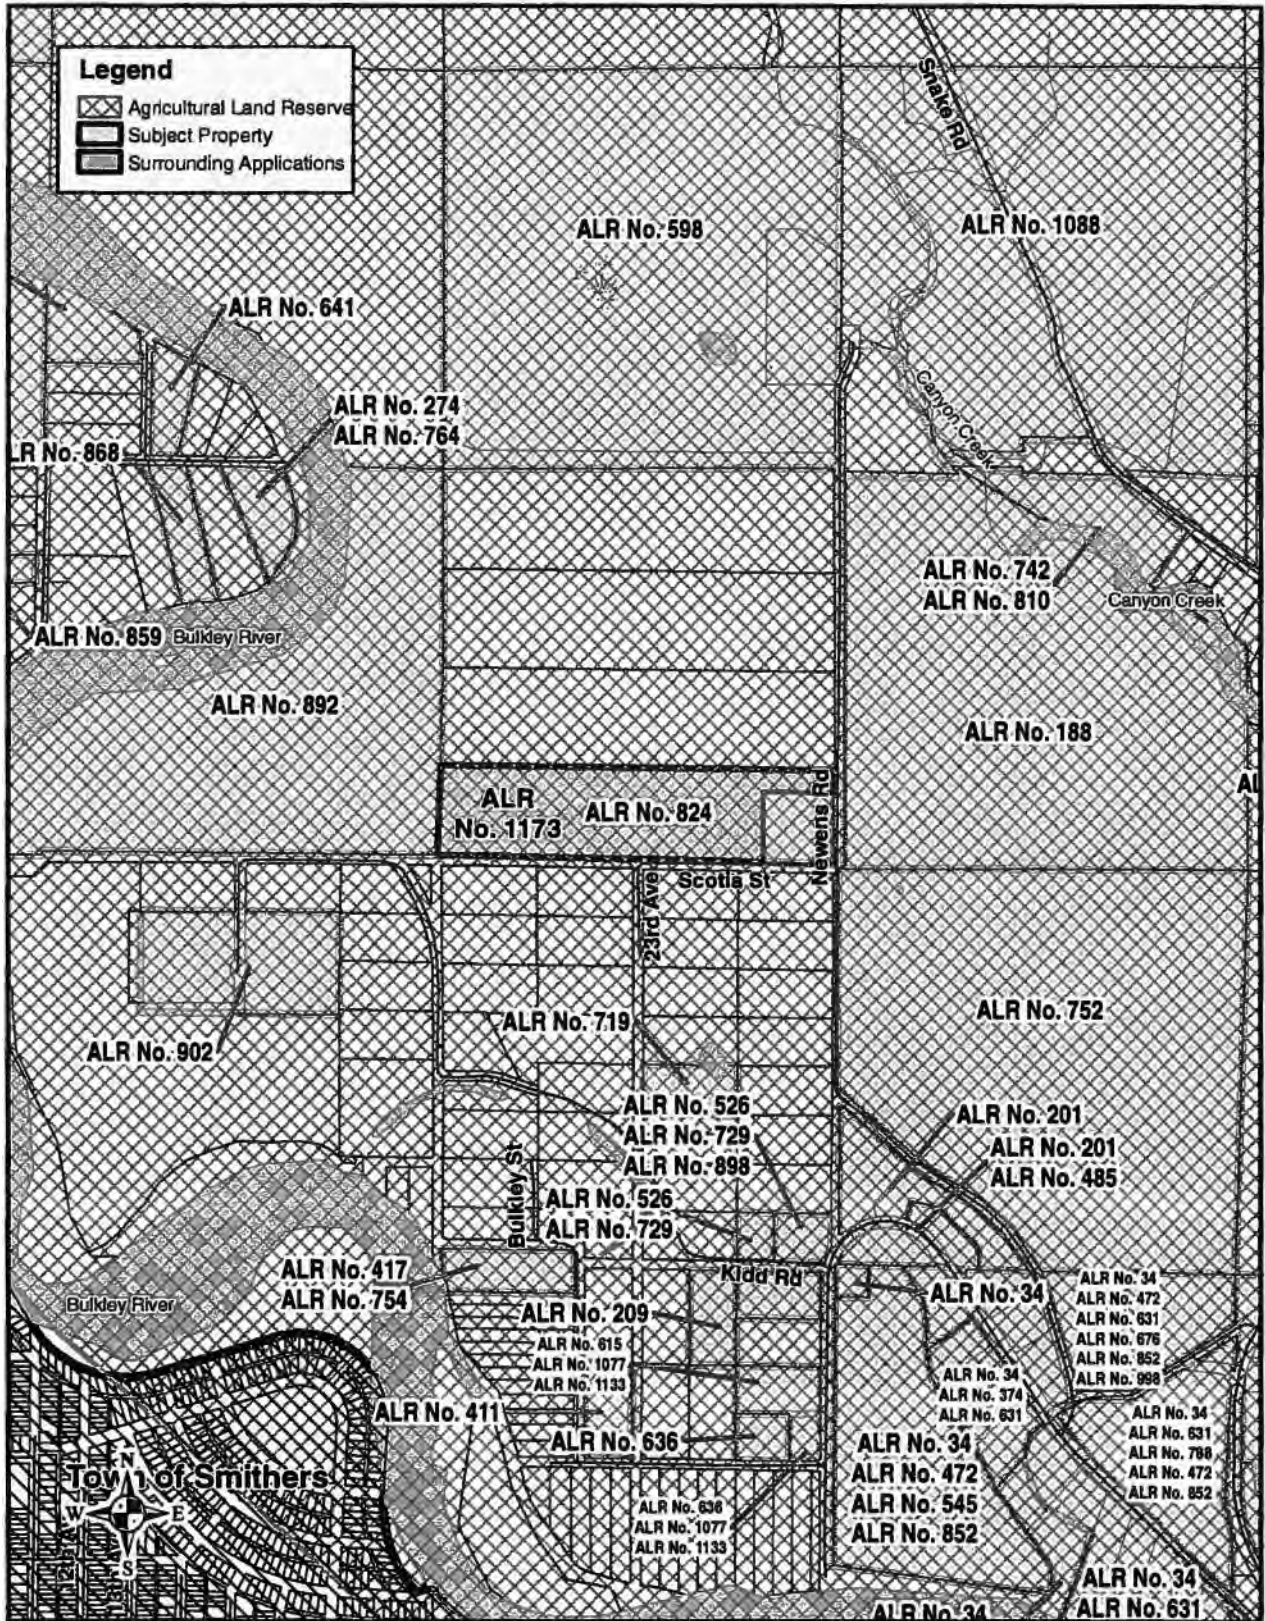 Legend
Agricultural Land Reserve
Subject Property
Surrounding Applications
Snake Rd
ALR No. 598
ALR No. 1088
ALR No. 641
ALR No. 274
ALR No. 764
Canyon Creek
LR No. 868
ALR No. 742
ALR No. 810
Canyon Creek
ALR No. 859
Bulkley River
ALR No. 892
ALR No. 188
AL
ALR
No. 1173
ALR No. 824
Newens Rd
Scotia St
23rd Ave
ALR No. 752
ALR No. 719
ALR No. 902
ALR No. 526
ALR No. 729
ALR No. 898
ALR No. 201
ALR No. 201
ALR No. 485
Bulkley St
ALR No. 526
ALR No. 729
Kidd Rd
ALR No. 417
ALR No. 754
Bulkley River
ALR No. 34
ALR No. 34
ALR No. 472
ALR No. 631
ALR No. 676
ALR No. 852
ALR No. 998
ALR No. 209
ALR No. 615
ALR No. 1077
ALR No. 1133
ALR No. 34
ALR No. 374
ALR No. 631
ALR No. 411
ALR No. 636
ALR No. 34
ALR No. 631
ALR No. 788
ALR No. 472
ALR No. 852
ALR No. 34
ALR No. 472
ALR No. 545
ALR No. 852
Town of Smithers
N
W
E
S
ALR No. 636
ALR No. 1077
ALR No. 1133
ALR No. 34
ALR No. 631
ALR No. 34